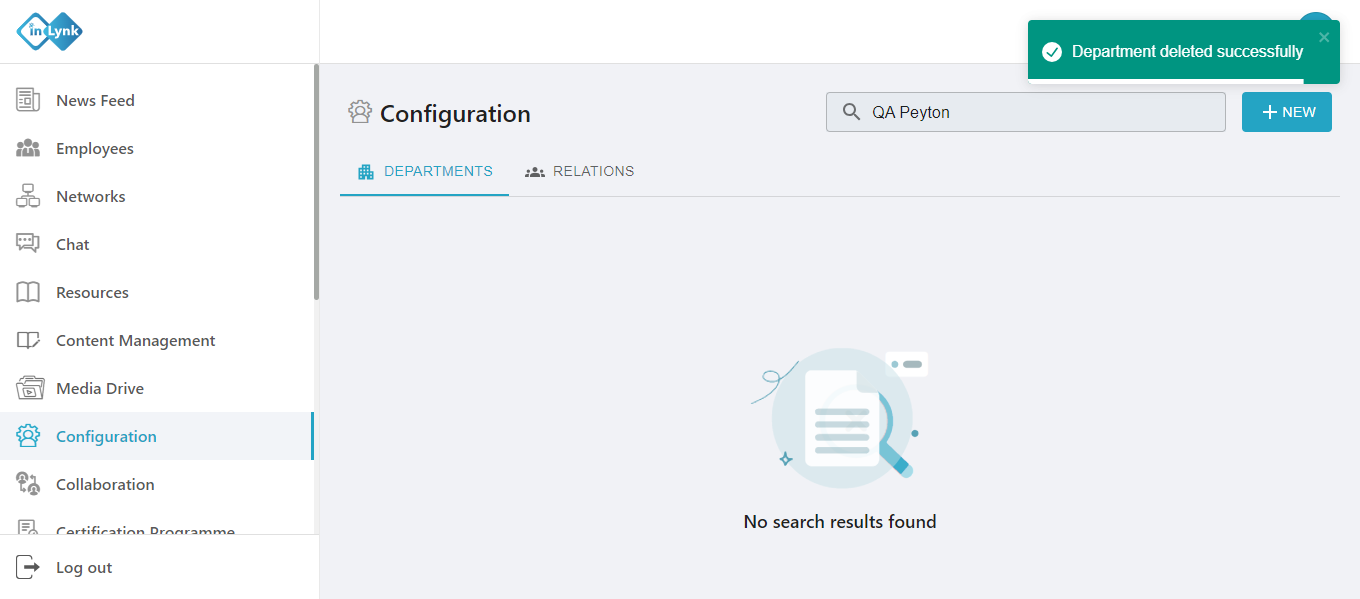 inLynk
Department deleted successfully
News Feed
Employees
Networks
Chat
Resources
Content Management
Media Drive
Configuration
Collaboration
Certification Programme
Log out
Configuration
QA Peyton
NEW
DEPARTMENTS
RELATIONS
No search results found